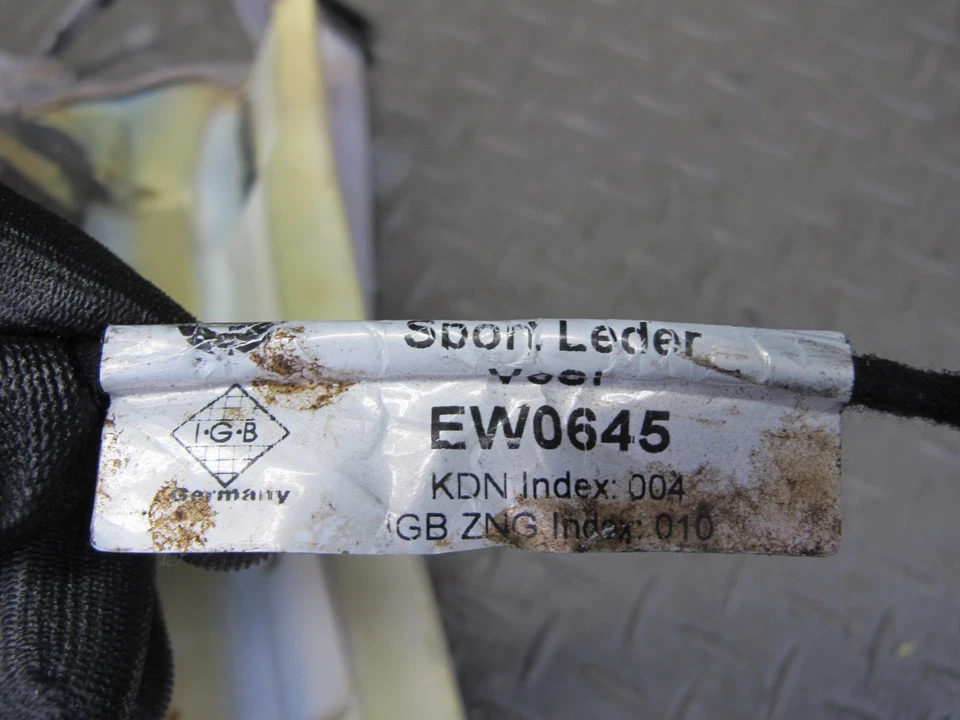 Sport Leder
I·G·B
Germany
EW0645
KDN Index: 004
IGB ZNG Index: 010